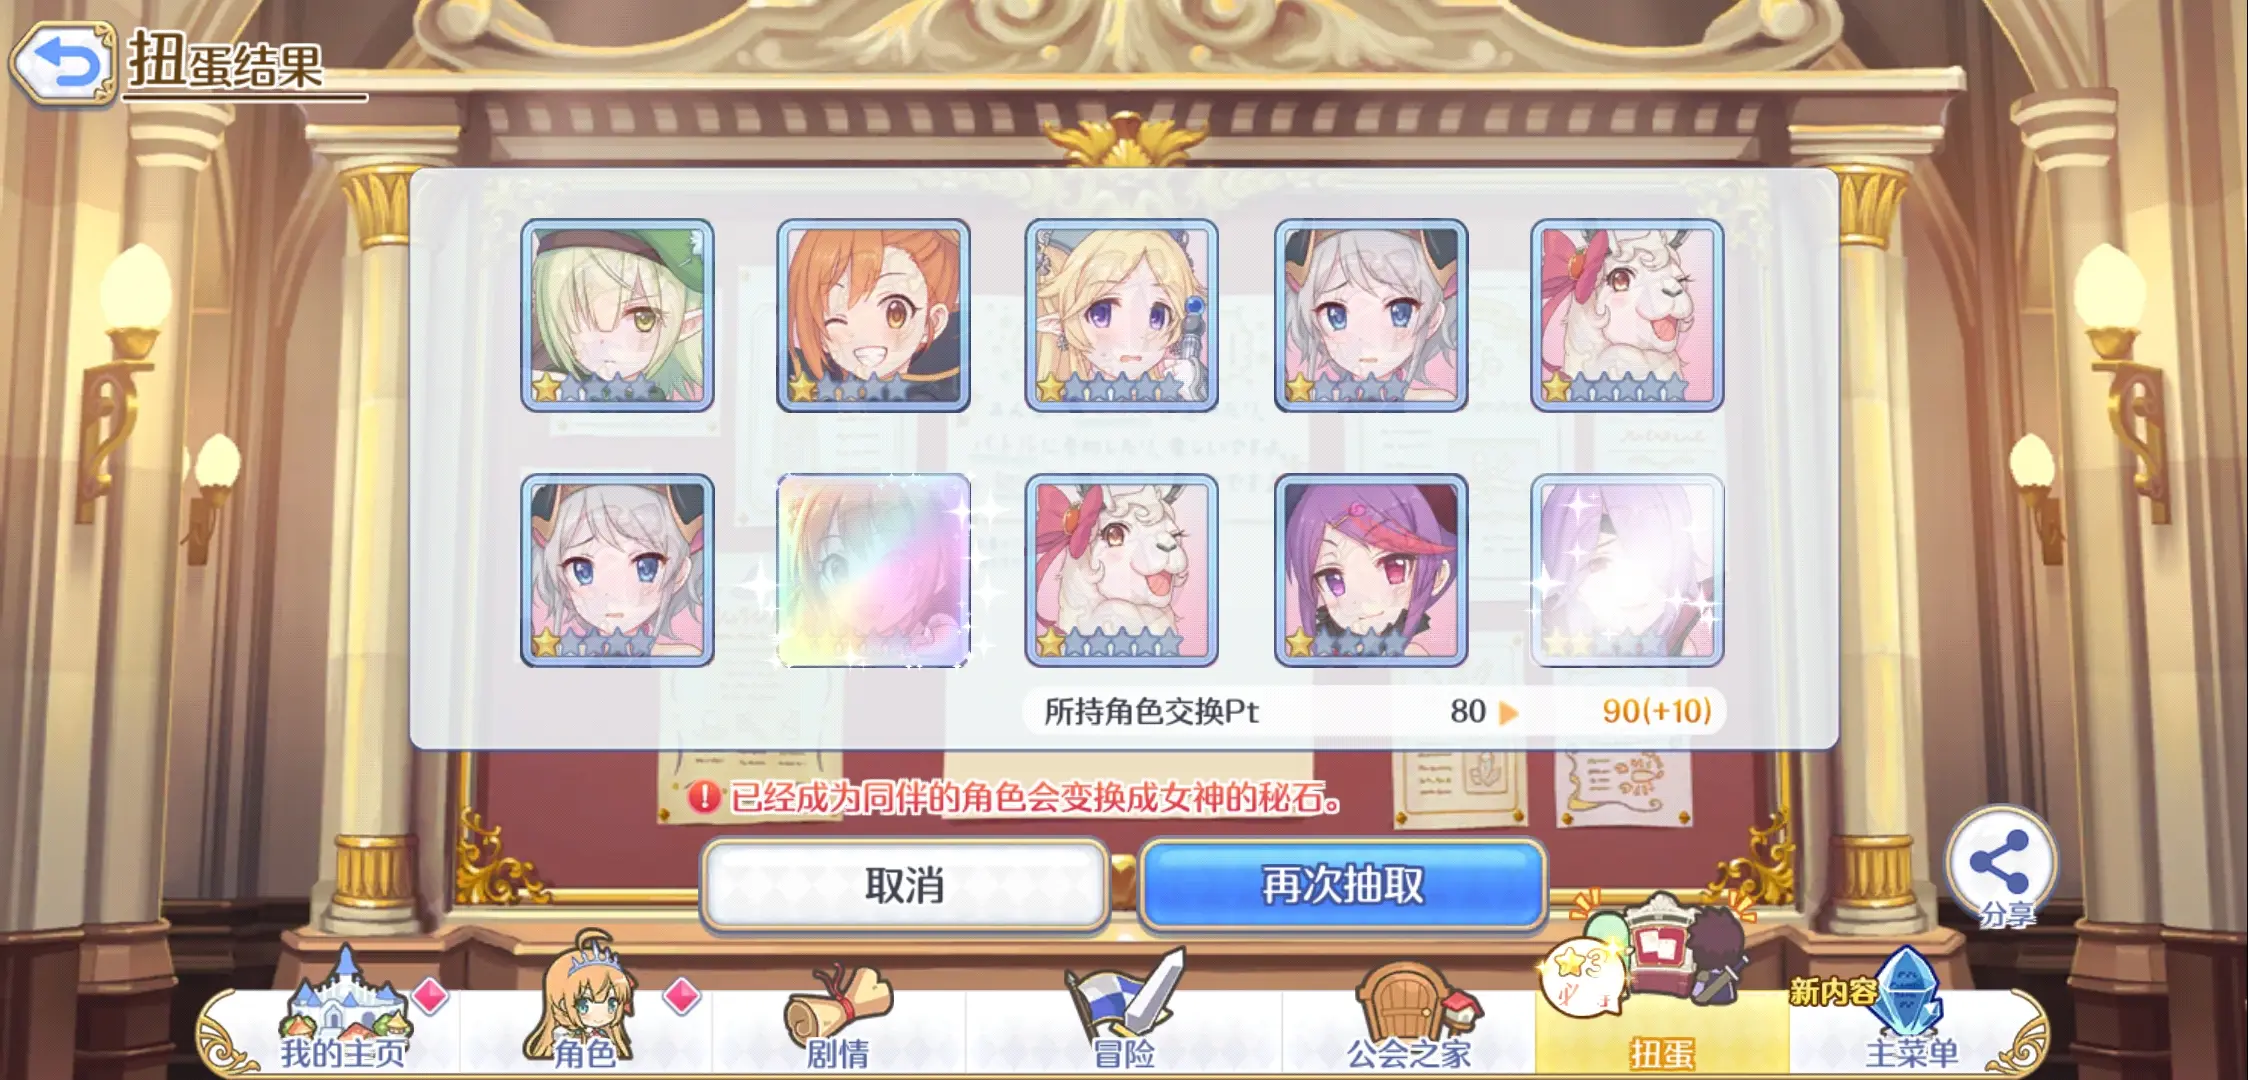 扭蛋结果
所持角色交换Pt 80 90(+10)
已经成为同伴的角色会变换成女神的秘石。
取消
再次抽取
分享
3
必
新内容
我的主页
角色
剧情
冒险
公会之家
扭蛋
主菜单